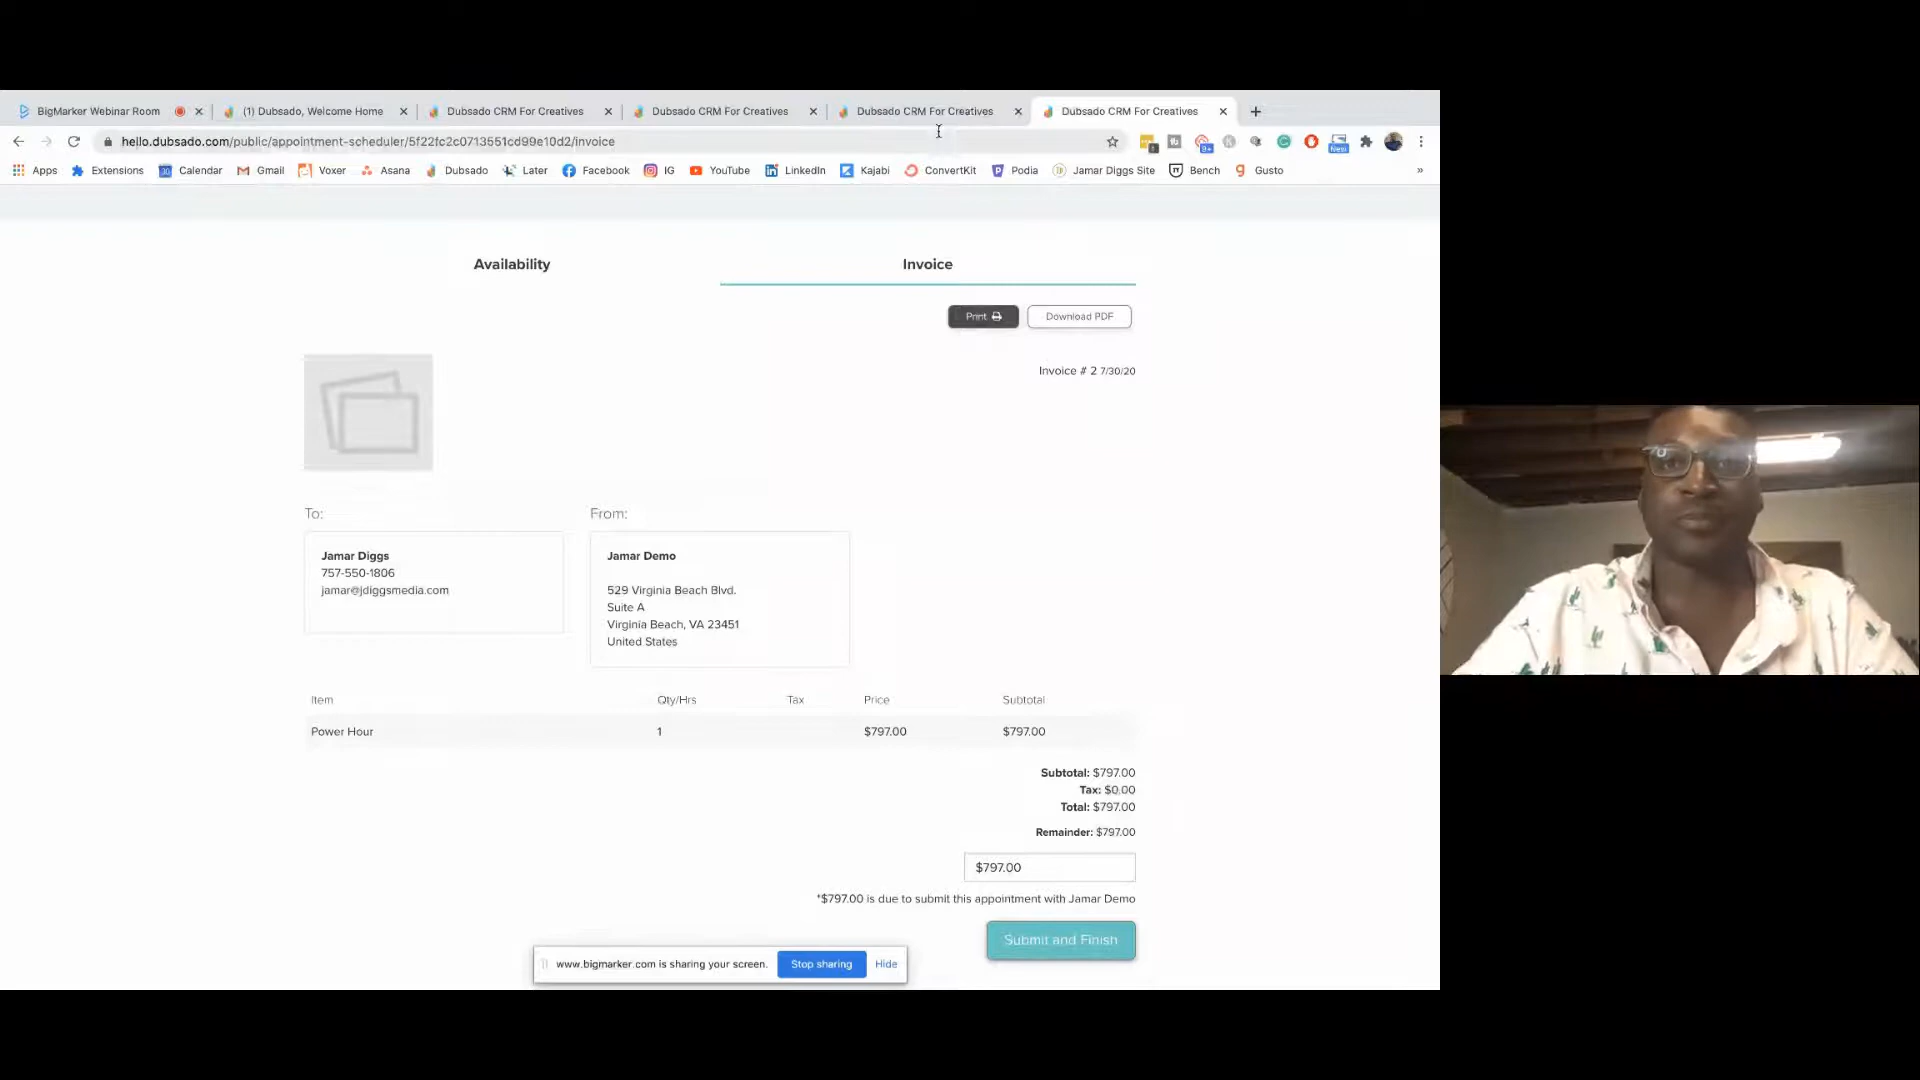 BigMarker Webinar Room
(1) Dubsado, Welcome Home
Dubsado CRM For Creatives
Dubsado CRM For Creatives
Dubsado CRM For Creatives
Dubsado CRM For Creatives
hello.dubsado.com/public/appointment-scheduler/5f22fc2c0713551cd99e10d2/invoice
Apps Extensions Calendar Gmail Voxer Asana Dubsado Later Facebook IG YouTube LinkedIn Kajabi ConvertKit Podia Jamar Diggs Site Bench Gusto »
Availability Invoice
Print Download PDF
Invoice # 2 7/30/20
To: From:
Jamar Diggs
757-550-1806
jamar@jdiggsmedia.com
Jamar Demo
529 Virginia Beach Blvd.
Suite A
Virginia Beach, VA 23451
United States
Item Qty/Hrs Tax Price Subtotal
Power Hour 1 $797.00 $797.00
Subtotal: $797.00
Tax: $0.00
Total: $797.00
Remainder: $797.00
$797.00
*$797.00 is due to submit this appointment with Jamar Demo
Submit and Finish
www.bigmarker.com is sharing your screen. Stop sharing Hide